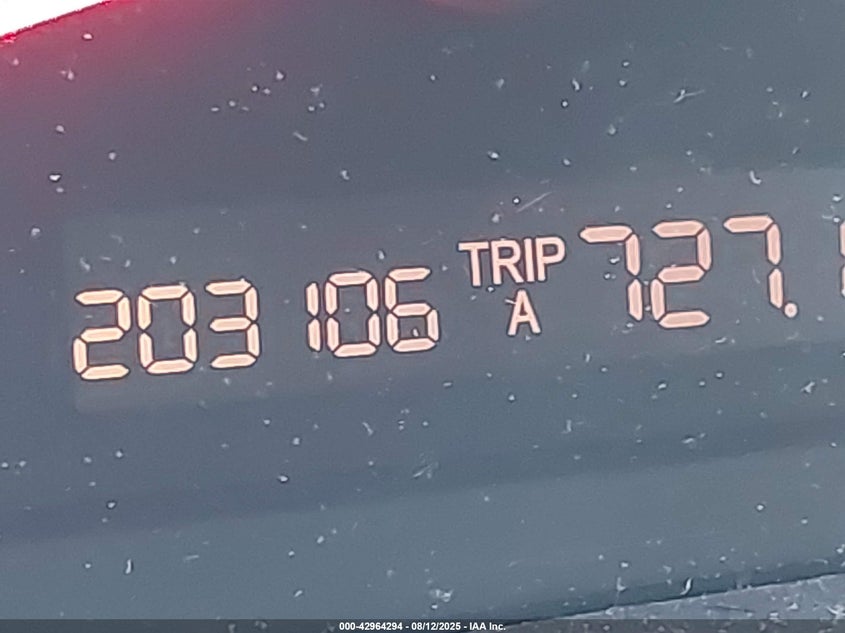 203106 TRIP A 727.
000-42964294 - 08/12/2025 - IAA Inc.